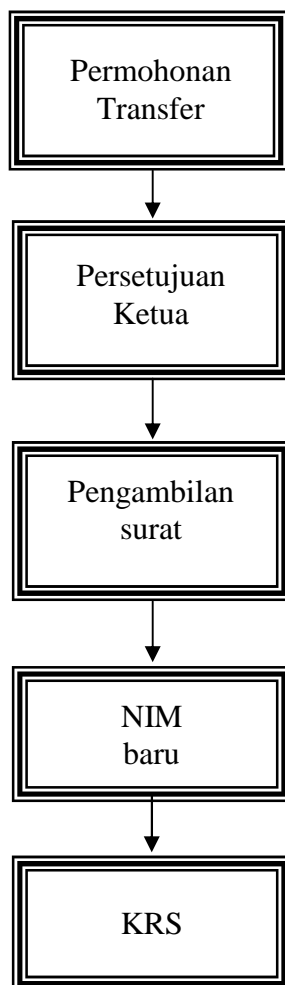 Permohonan
Transfer
Persetujuan
Ketua
Pengambilan
surat
NIM
baru
KRS